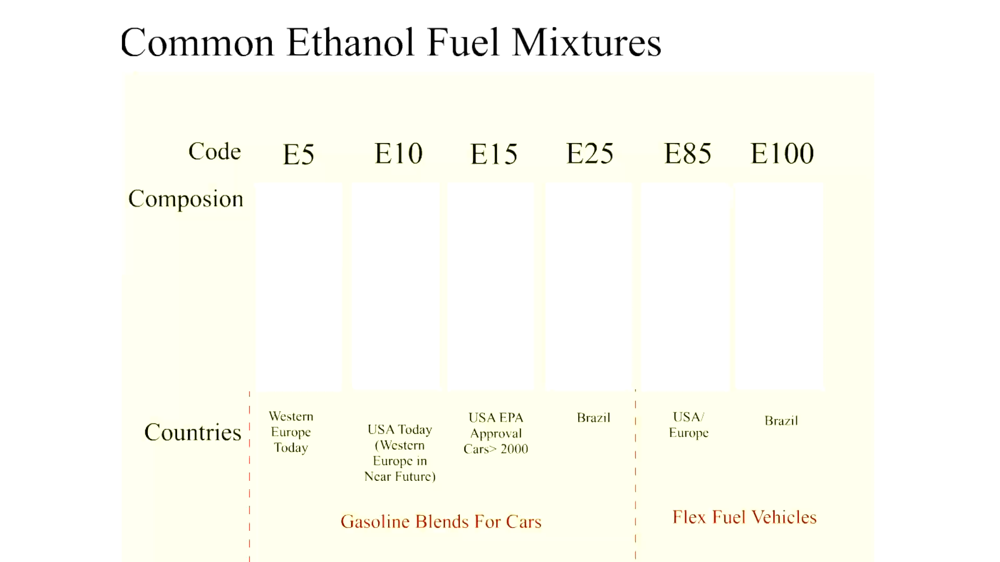 Common Ethanol Fuel Mixtures
Code E5 E10 E15 E25 E85 E100
Composion
Countries
Western
Europe
Today
USA Today
(Western
Europe in
Near Future)
USA EPA
Approval
Cars> 2000
Brazil
USA/
Europe
Brazil
Gasoline Blends For Cars
Flex Fuel Vehicles